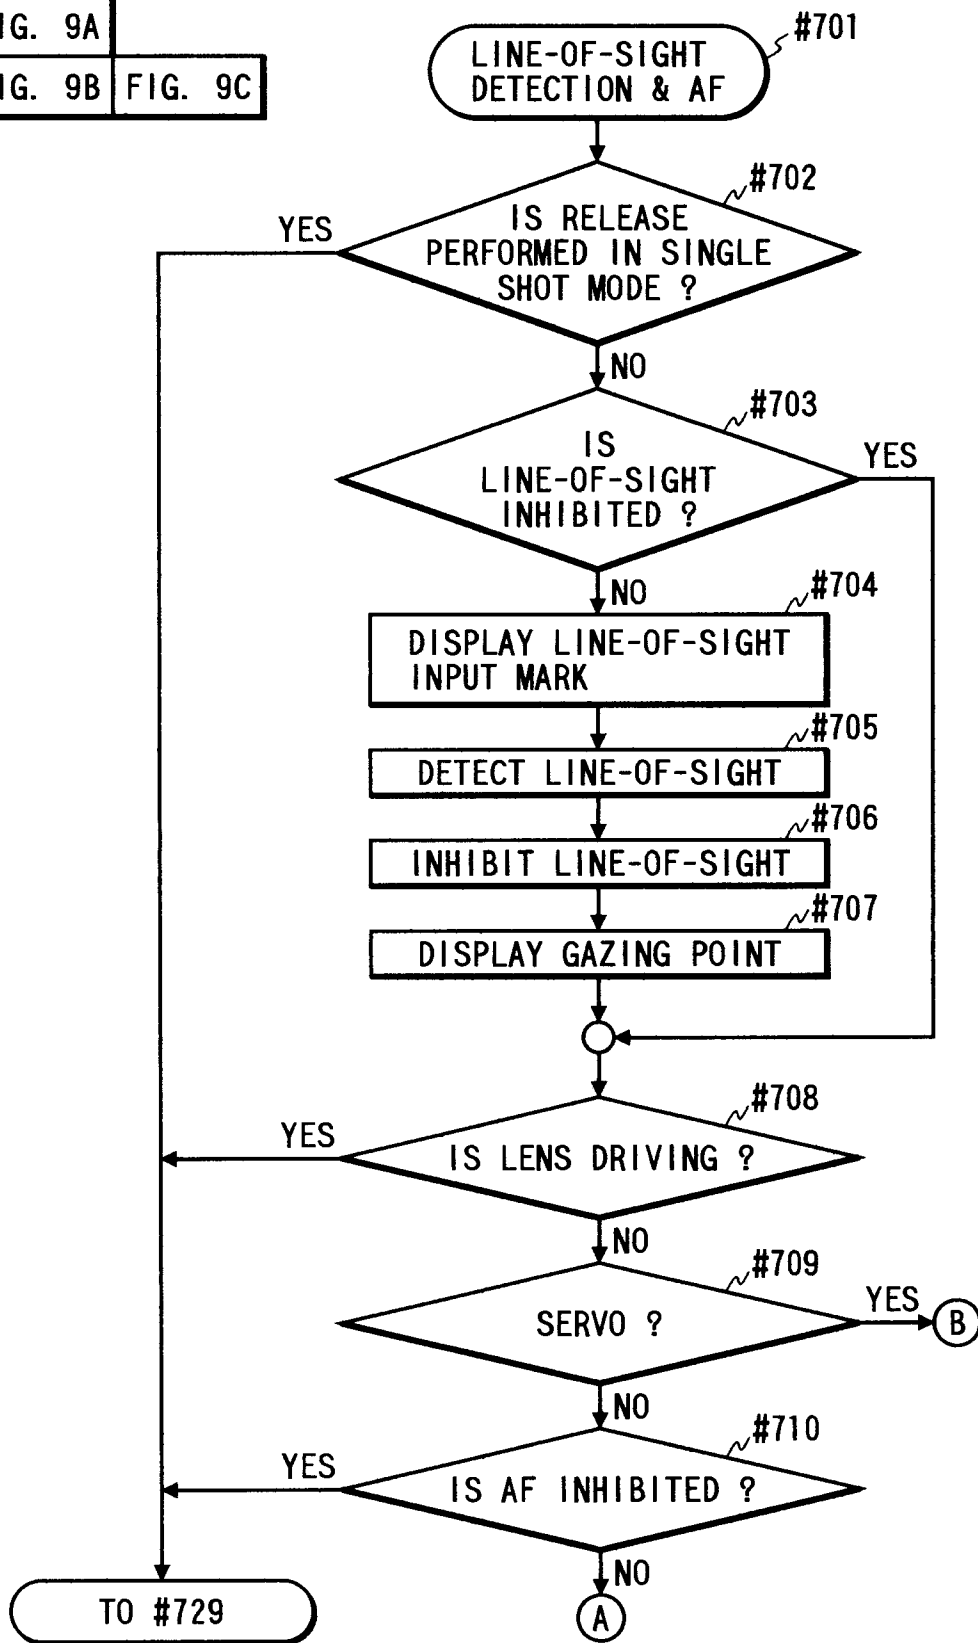 IG. 9A
IG. 9B FIG. 9C
#701
LINE-OF-SIGHT
DETECTION & AF
#702
IS RELEASE
PERFORMED IN SINGLE
SHOT MODE ?
YES
NO
#703
IS
LINE-OF-SIGHT
INHIBITED ?
YES
NO
#704
DISPLAY LINE-OF-SIGHT
INPUT MARK
#705
DETECT LINE-OF-SIGHT
#706
INHIBIT LINE-OF-SIGHT
#707
DISPLAY GAZING POINT
#708
YES
IS LENS DRIVING ?
NO
#709
SERVO ?
YES
B
NO
#710
YES
IS AF INHIBITED ?
NO
TO #729
A